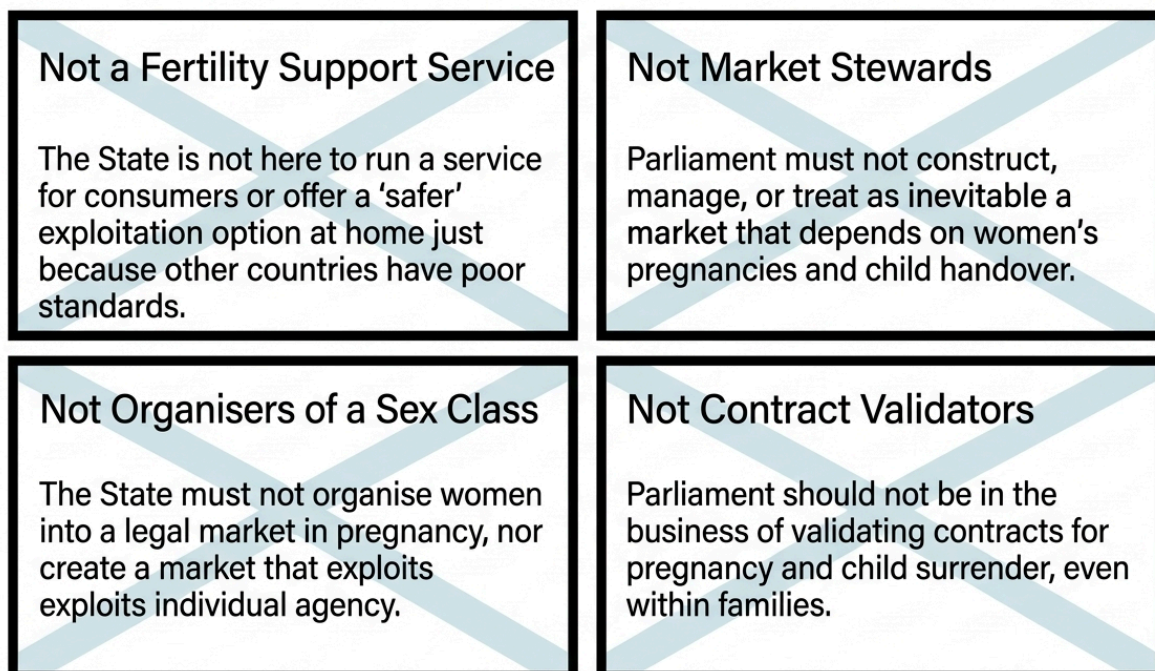 Not a Fertility Support Service
The State is not here to run a service
for consumers or offer a ‘safer’
exploitation option at home just
because other countries have poor
standards.
Not Market Stewards
Parliament must not construct,
manage, or treat as inevitable a
market that depends on women’s
pregnancies and child handover.
Not Organisers of a Sex Class
The State must not organise women
into a legal market in pregnancy, nor
create a market that exploits
exploits individual agency.
Not Contract Validators
Parliament should not be in the
business of validating contracts for
pregnancy and child surrender, even
within families.